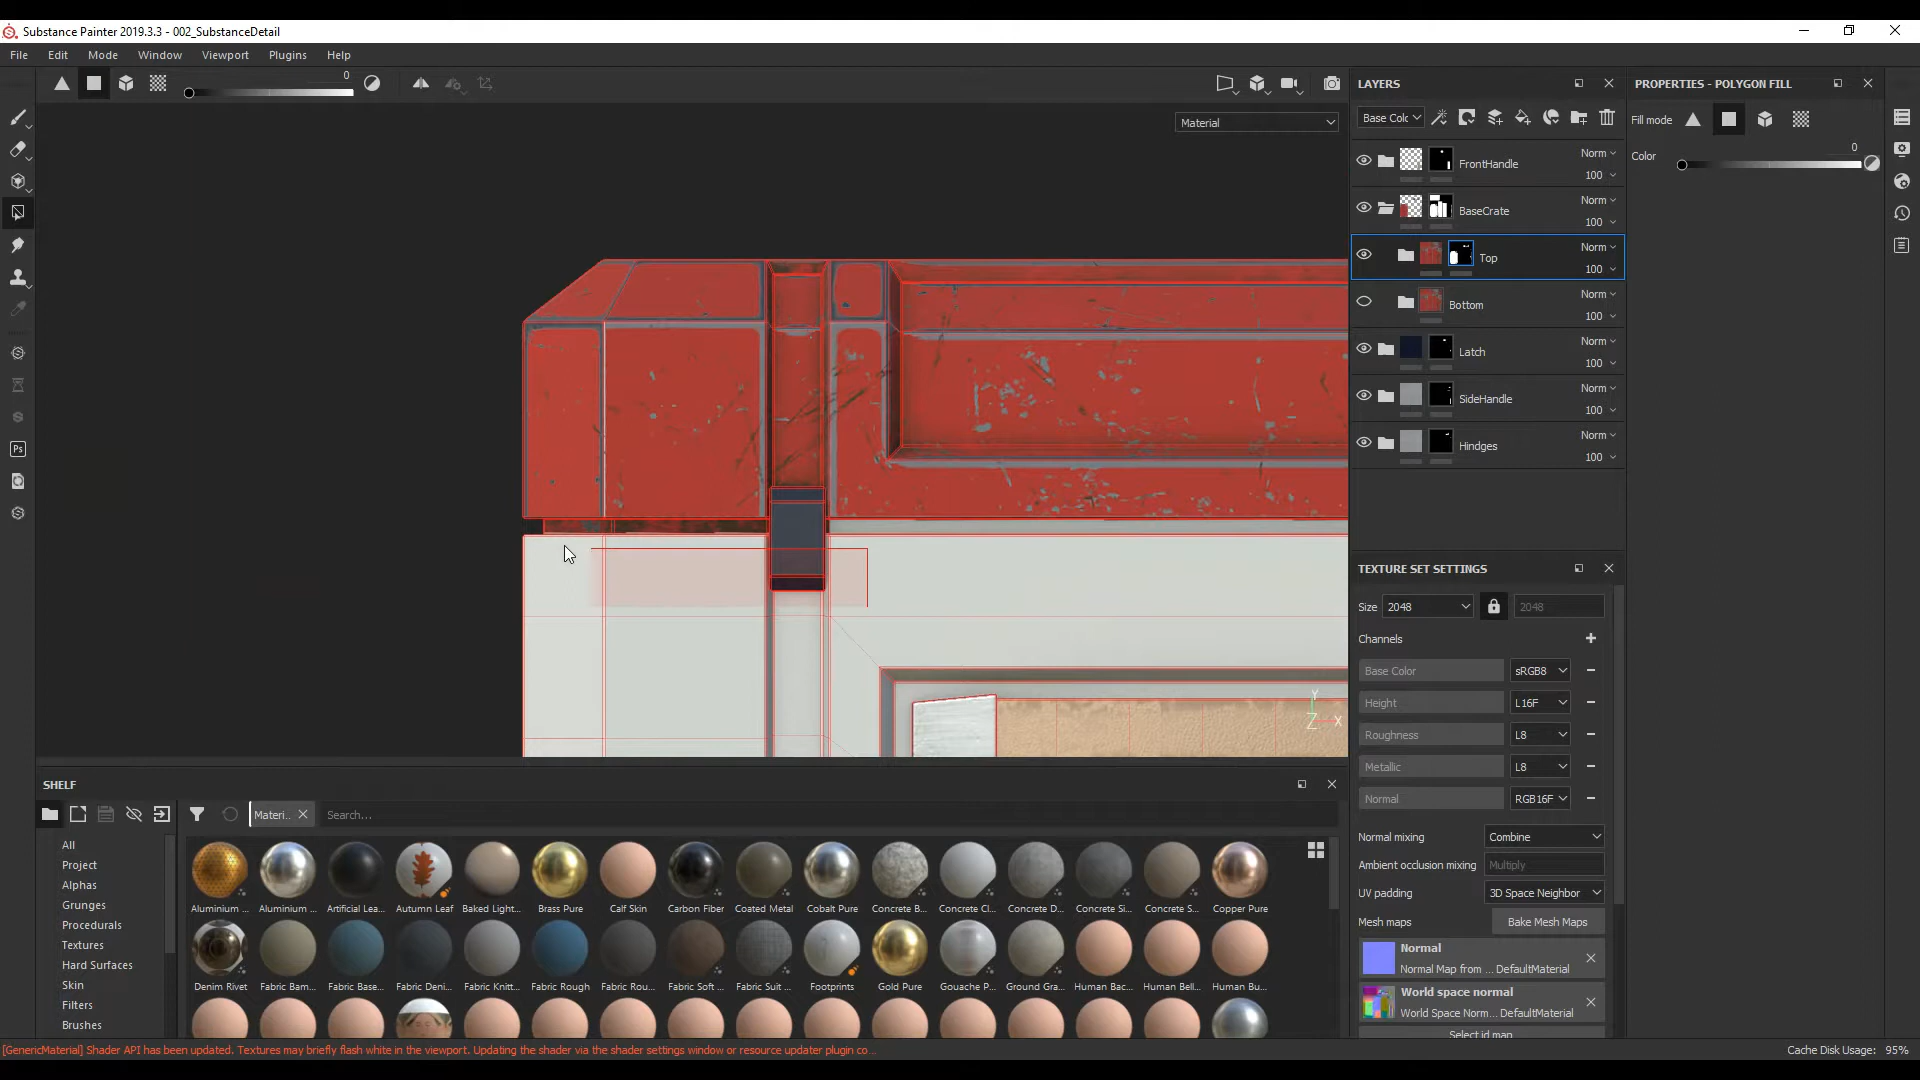 Substance Painter 2019.3.3 - 002_SubstanceDetail
File Edit Mode Window Viewport Plugins Help
0
Material
LAYERS
Base Colc
FrontHandle
Norm
100
BaseCrate
Norm
100
Top
Norm
100
Bottom
Norm
100
Latch
Norm
100
SideHandle
Norm
100
Hindges
Norm
100
PROPERTIES - POLYGON FILL
Fill mode
Color
0
Ps
Y
Z X
TEXTURE SET SETTINGS
Size 2048 2048
Channels
Base Color sRGB8
Height L16F
Roughness L8
Metallic L8
Normal RGB16F
Normal mixing Combine
Ambient occlusion mixing Multiply
UV padding 3D Space Neighbor
Mesh maps Bake Mesh Maps
Normal
Normal Map from ... DefaultMaterial
World space normal
World Space Norm... DefaultMaterial
Select id map
SHELF
Materi.. Search...
All
Project
Alphas
Grunges
Procedurals
Textures
Hard Surfaces
Skin
Filters
Brushes
Aluminium ... Aluminium ... Artificial Lea... Autumn Leaf Baked Light... Brass Pure Calf Skin Carbon Fiber Coated Metal Cobalt Pure Concrete B... Concrete Cl... Concrete D... Concrete Si... Concrete S... Copper Pure
Denim Rivet Fabric Bam... Fabric Base... Fabric Deni... Fabric Knitt... Fabric Rough Fabric Rou... Fabric Soft ... Fabric Suit ... Footprints Gold Pure Gouache P... Ground Gra... Human Bac... Human Bell... Human Bu...
[GenericMaterial] Shader API has been updated. Textures may briefly flash white in the viewport. Updating the shader via the shader settings window or resource updater plugin co...
Cache Disk Usage: 95%